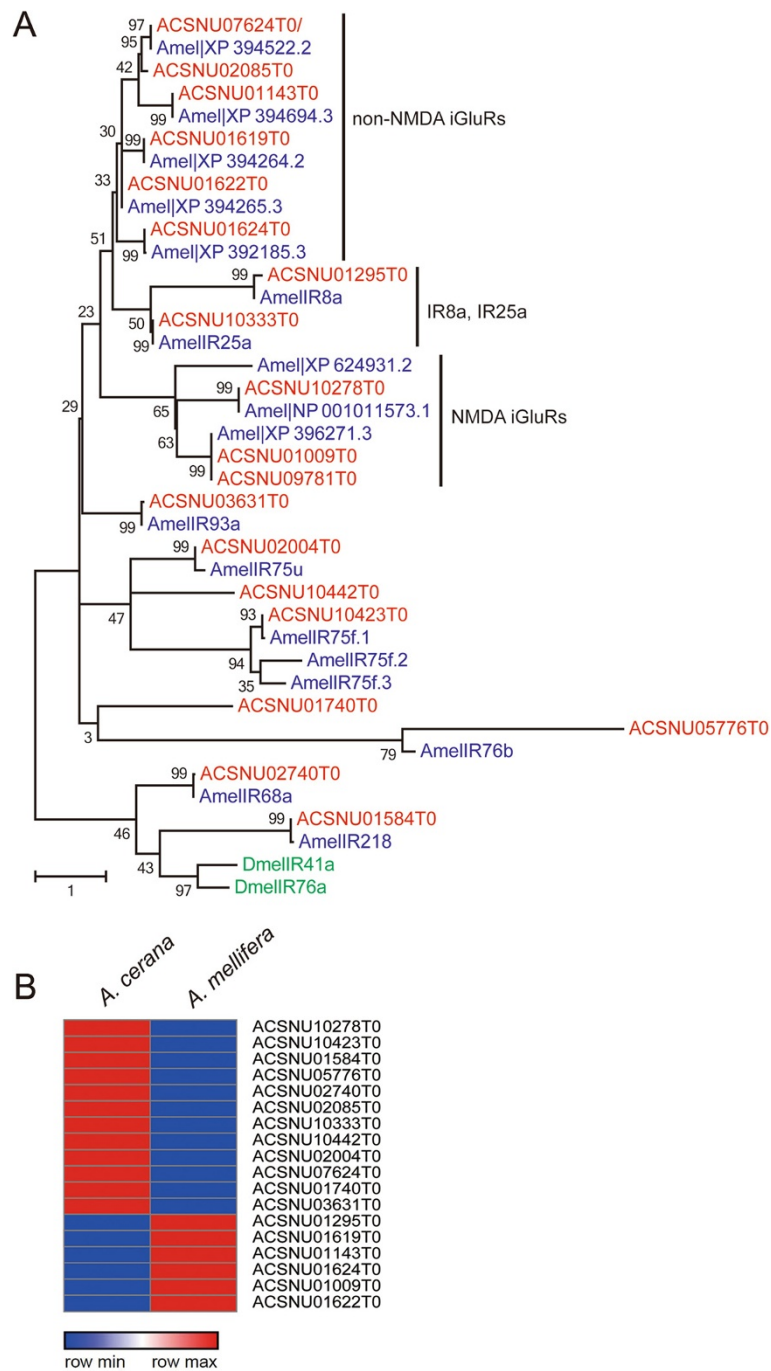 A
97
ACSNU07624T0/
95
Amel|XP 394522.2
42
ACSNU02085T0
ACSNU01143T0
99
Amel|XP 394694.3
non-NMDA iGluRs
30
99
ACSNU01619T0
Amel|XP 394264.2
33
ACSNU01622T0
Amel|XP 394265.3
ACSNU01624T0
51
99
Amel|XP 392185.3
99
ACSNU01295T0
AmelIR8a
IR8a, IR25a
23
50
ACSNU10333T0
99
AmelIR25a
Amel|XP 624931.2
99
ACSNU10278T0
65
Amel|NP 001011573.1
NMDA iGluRs
29
63
Amel|XP 396271.3
ACSNU01009T0
99
ACSNU09781T0
ACSNU03631T0
99
AmelIR93a
99
ACSNU02004T0
AmelIR75u
ACSNU10442T0
47
93
ACSNU10423T0
AmelIR75f.1
94
AmelIR75f.2
35
AmelIR75f.3
ACSNU01740T0
ACSNU05776T0
3
79
AmelIR76b
99
ACSNU02740T0
AmelIR68a
46
99
ACSNU01584T0
AmelIR218
43
DmelIR41a
97
DmelIR76a
1
B
A. cerana
A. mellifera
ACSNU10278T0
ACSNU10423T0
ACSNU01584T0
ACSNU05776T0
ACSNU02740T0
ACSNU02085T0
ACSNU10333T0
ACSNU10442T0
ACSNU02004T0
ACSNU07624T0
ACSNU01740T0
ACSNU03631T0
ACSNU01295T0
ACSNU01619T0
ACSNU01143T0
ACSNU01624T0
ACSNU01009T0
ACSNU01622T0
row min row max